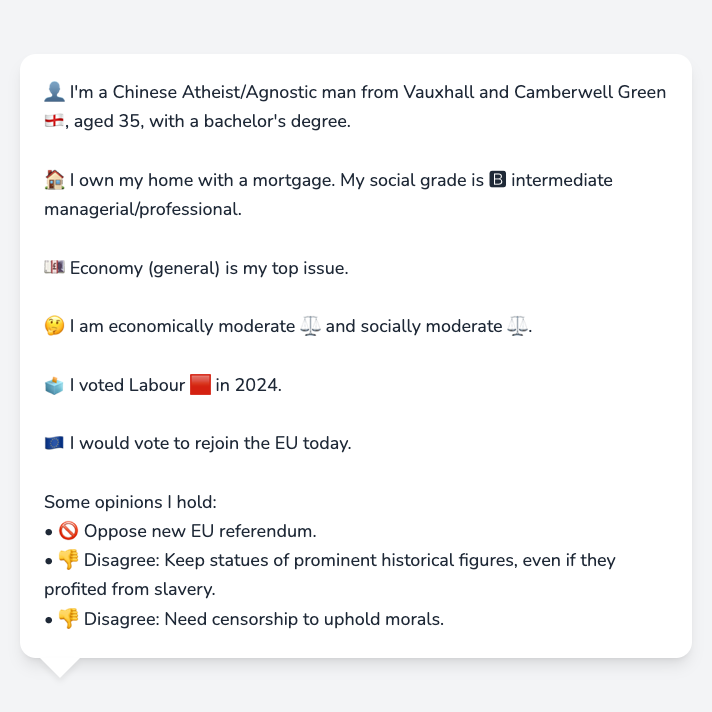 👤 I'm a Chinese Atheist/Agnostic man from Vauxhall and Camberwell Green
🏴󠁧󠁢󠁥󠁮󠁧󠁿, aged 35, with a bachelor's degree.
🏠 I own my home with a mortgage. My social grade is 🅱 intermediate
managerial/professional.
💷 Economy (general) is my top issue.
🤔 I am economically moderate ⚖️ and socially moderate ⚖️.
🗳️ I voted Labour 🟥 in 2024.
🇪🇺 I would vote to rejoin the EU today.
Some opinions I hold:
• 🚫 Oppose new EU referendum.
• 👎 Disagree: Keep statues of prominent historical figures, even if they
profited from slavery.
• 👎 Disagree: Need censorship to uphold morals.